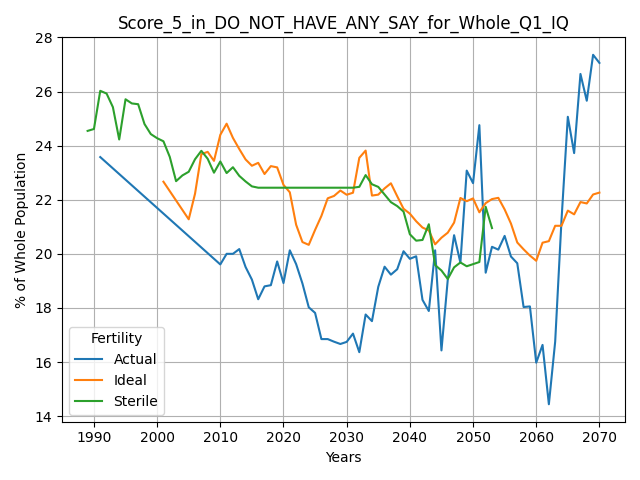 Score_5_in_DO_NOT_HAVE_ANY_SAY_for_Whole_Q1_IQ
28
26
24
22
20
18
16
14
% of Whole Population
Fertility
Actual
Ideal
Sterile
1990 2000 2010 2020 2030 2040 2050 2060 2070
Years